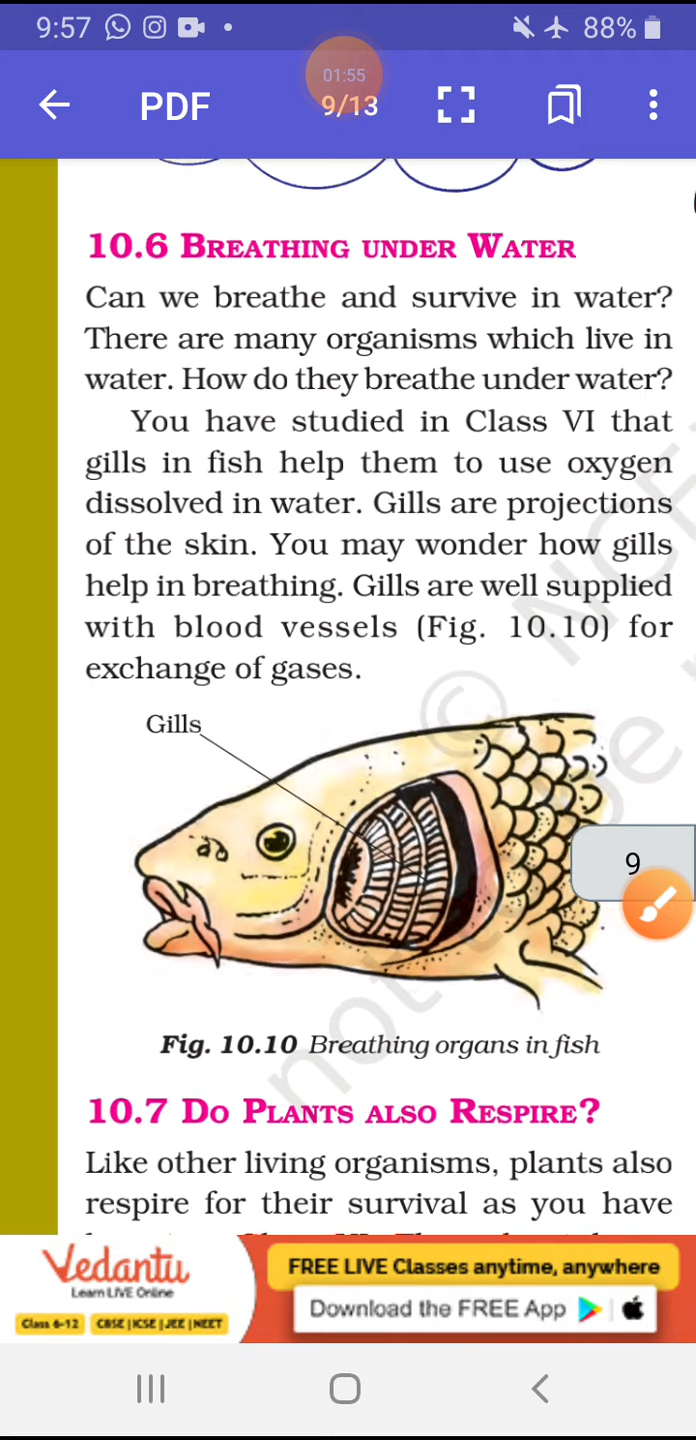 9:57 88%
01:55
PDF 9/13
10.6 BREATHING UNDER WATER
Can we breathe and survive in water?
There are many organisms which live in
water. How do they breathe under water?
You have studied in Class VI that
gills in fish help them to use oxygen
dissolved in water. Gills are projections
of the skin. You may wonder how gills
help in breathing. Gills are well supplied
with blood vessels (Fig. 10.10) for
exchange of gases.
Gills
9
Fig. 10.10 Breathing organs in fish
10.7 DO PLANTS ALSO RESPIRE?
Like other living organisms, plants also
respire for their survival as you have
Vedantu
Learn LIVE Online
Class 6-12 CBSE | ICSE | JEE | NEET
FREE LIVE Classes anytime, anywhere
Download the FREE App